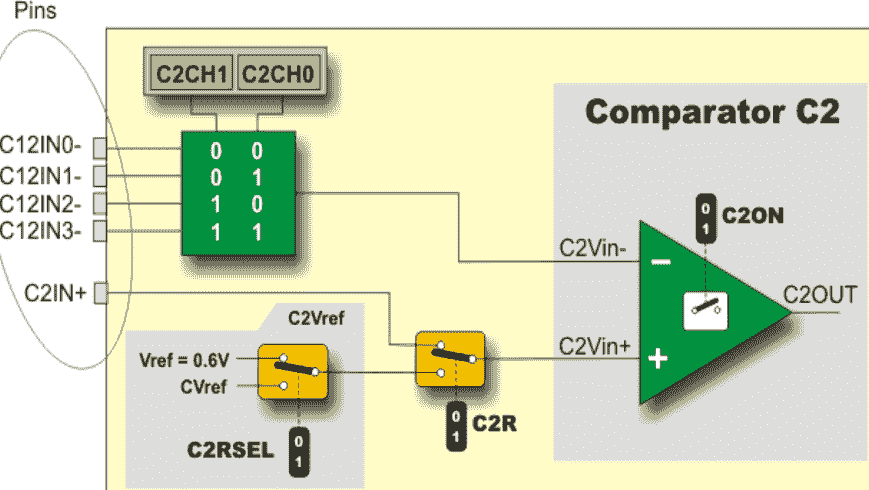 Pins
C2CH1 C2CH0
Comparator C2
C12IN0-
0 0
C12IN1-
0 1
C12IN2-
1 0
C12IN3-
1 1
0
1
C2ON
C2Vin-
−
C2IN+
C2OUT
C2Vref
C2Vin+
+
Vref = 0.6V
CVref
0
1
C2R
C2RSEL
0
1